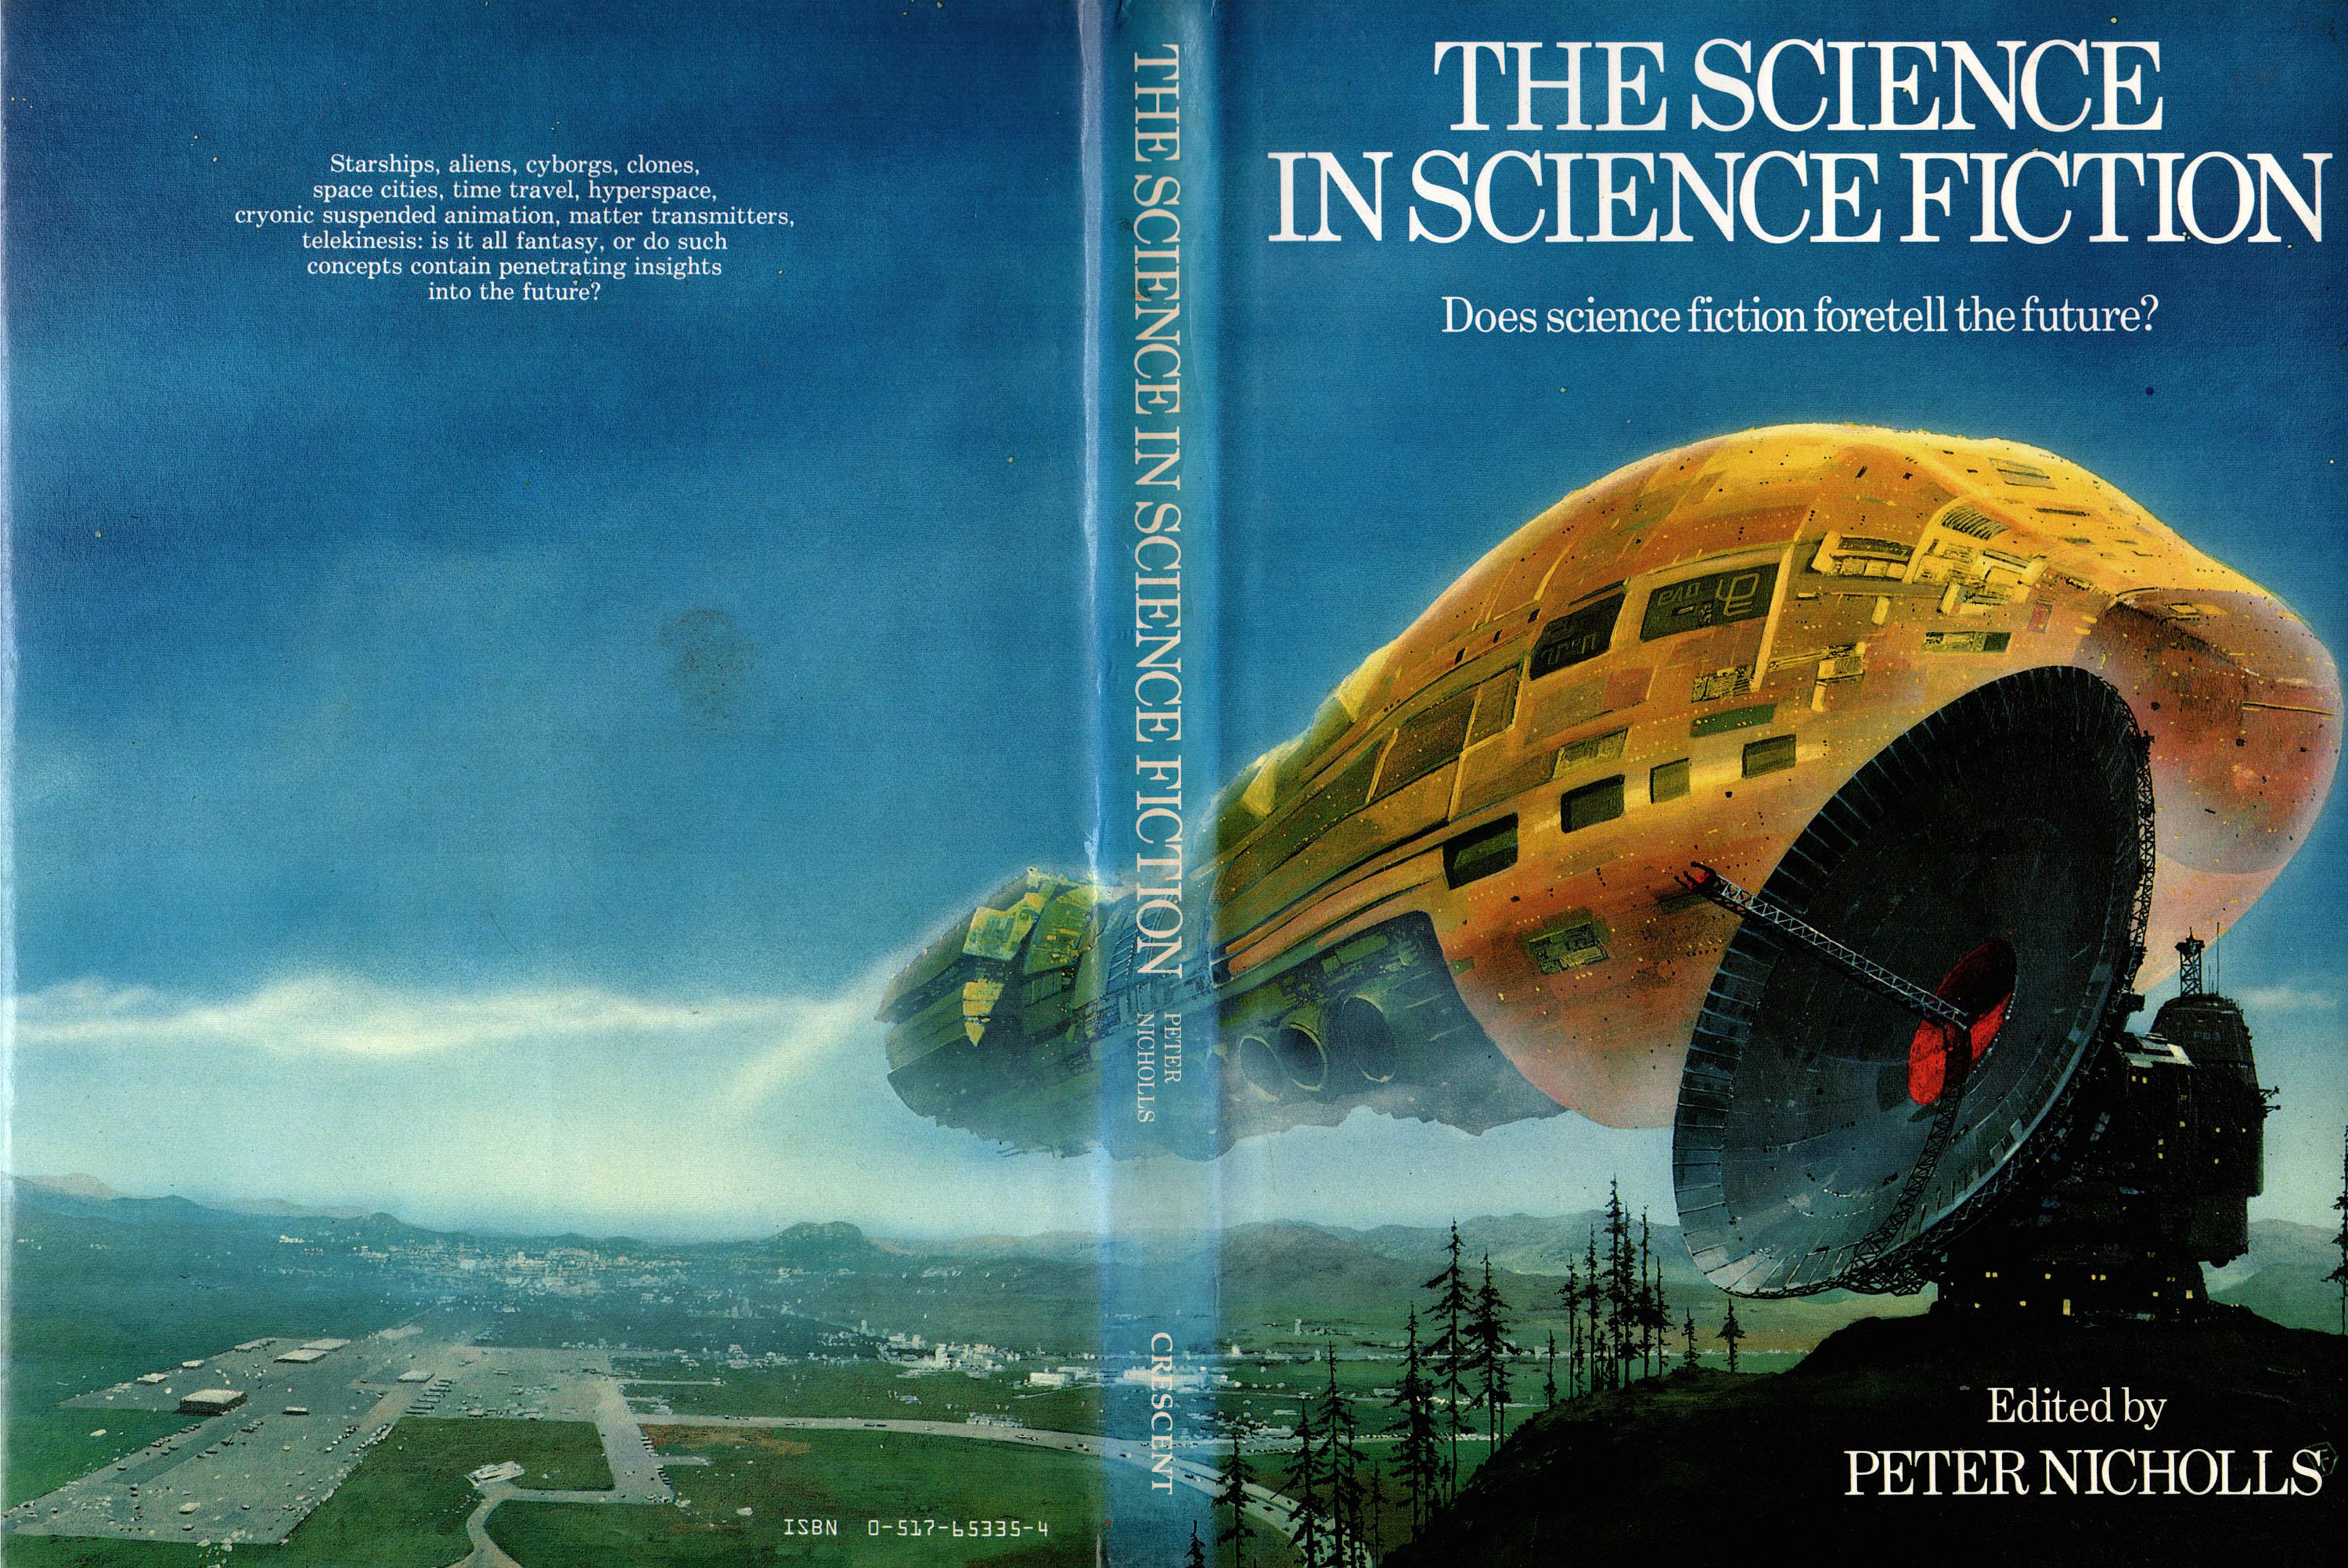 Starships, aliens, cyborgs, clones,
space cities, time travel, hyperspace,
cryonic suspended animation, matter transmitters,
telekinesis: is it all fantasy, or do such
concepts contain penetrating insights
into the future?
ISBN 0-517-65335-4
THE SCIENCE IN SCIENCE FICTION
PETER
NICHOLLS
CRESCENT
THE SCIENCE
IN SCIENCE FICTION
Does science fiction foretell the future?
Edited by
PETER NICHOLLS